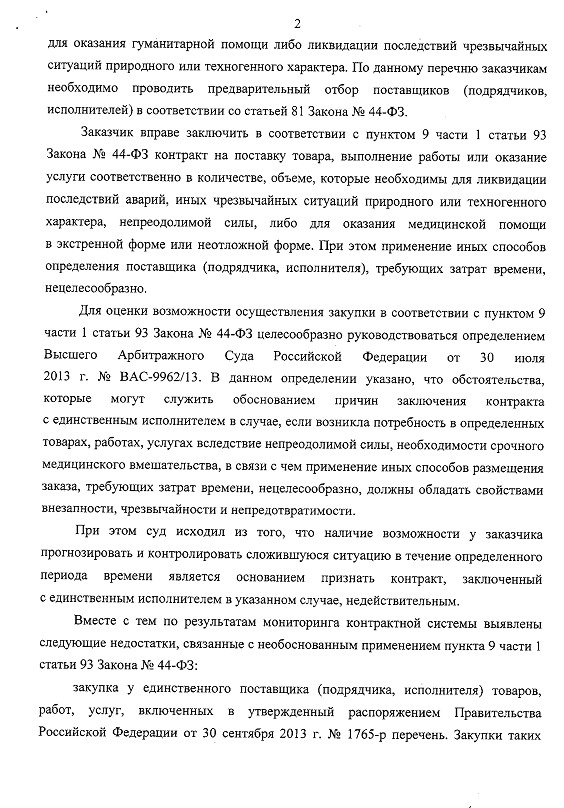 2
для оказания гуманитарной помощи либо ликвидации последствий чрезвычайных
ситуаций природного или техногенного характера. По данному перечню заказчикам
необходимо проводить предварительный отбор поставщиков (подрядчиков,
исполнителей) в соответствии со статьей 81 Закона № 44-ФЗ.
Заказчик вправе заключить в соответствии с пунктом 9 части 1 статьи 93
Закона № 44-ФЗ контракт на поставку товара, выполнение работы или оказание
услуги соответственно в количестве, объеме, которые необходимы для ликвидации
последствий аварий, иных чрезвычайных ситуаций природного или техногенного
характера, непреодолимой силы, либо для оказания медицинской помощи
в экстренной форме или неотложной форме. При этом применение иных способов
определения поставщика (подрядчика, исполнителя), требующих затрат времени,
нецелесообразно.
Для оценки возможности осуществления закупки в соответствии с пунктом 9
части 1 статьи 93 Закона № 44-ФЗ целесообразно руководствоваться определением
Высшего Арбитражного Суда Российской Федерации от 30 июля
2013 г. № ВАС-9962/13. В данном определении указано, что обстоятельства,
которые могут служить обоснованием причин заключения контракта
с единственным исполнителем в случае, если возникла потребность в определенных
товарах, работах, услугах вследствие непреодолимой силы, необходимости срочного
медицинского вмешательства, в связи с чем применение иных способов размещения
заказа, требующих затрат времени, нецелесообразно, должны обладать свойствами
внезапности, чрезвычайности и непредотвратимости.
При этом суд исходил из того, что наличие возможности у заказчика
прогнозировать и контролировать сложившуюся ситуацию в течение определенного
периода времени является основанием признать контракт, заключенный
с единственным исполнителем в указанном случае, недействительным.
Вместе с тем по результатам мониторинга контрактной системы выявлены
следующие недостатки, связанные с необоснованным применением пункта 9 части 1
статьи 93 Закона № 44-ФЗ:
закупка у единственного поставщика (подрядчика, исполнителя) товаров,
работ, услуг, включенных в утвержденный распоряжением Правительства
Российской Федерации от 30 сентября 2013 г. № 1765-р перечень. Закупки таких